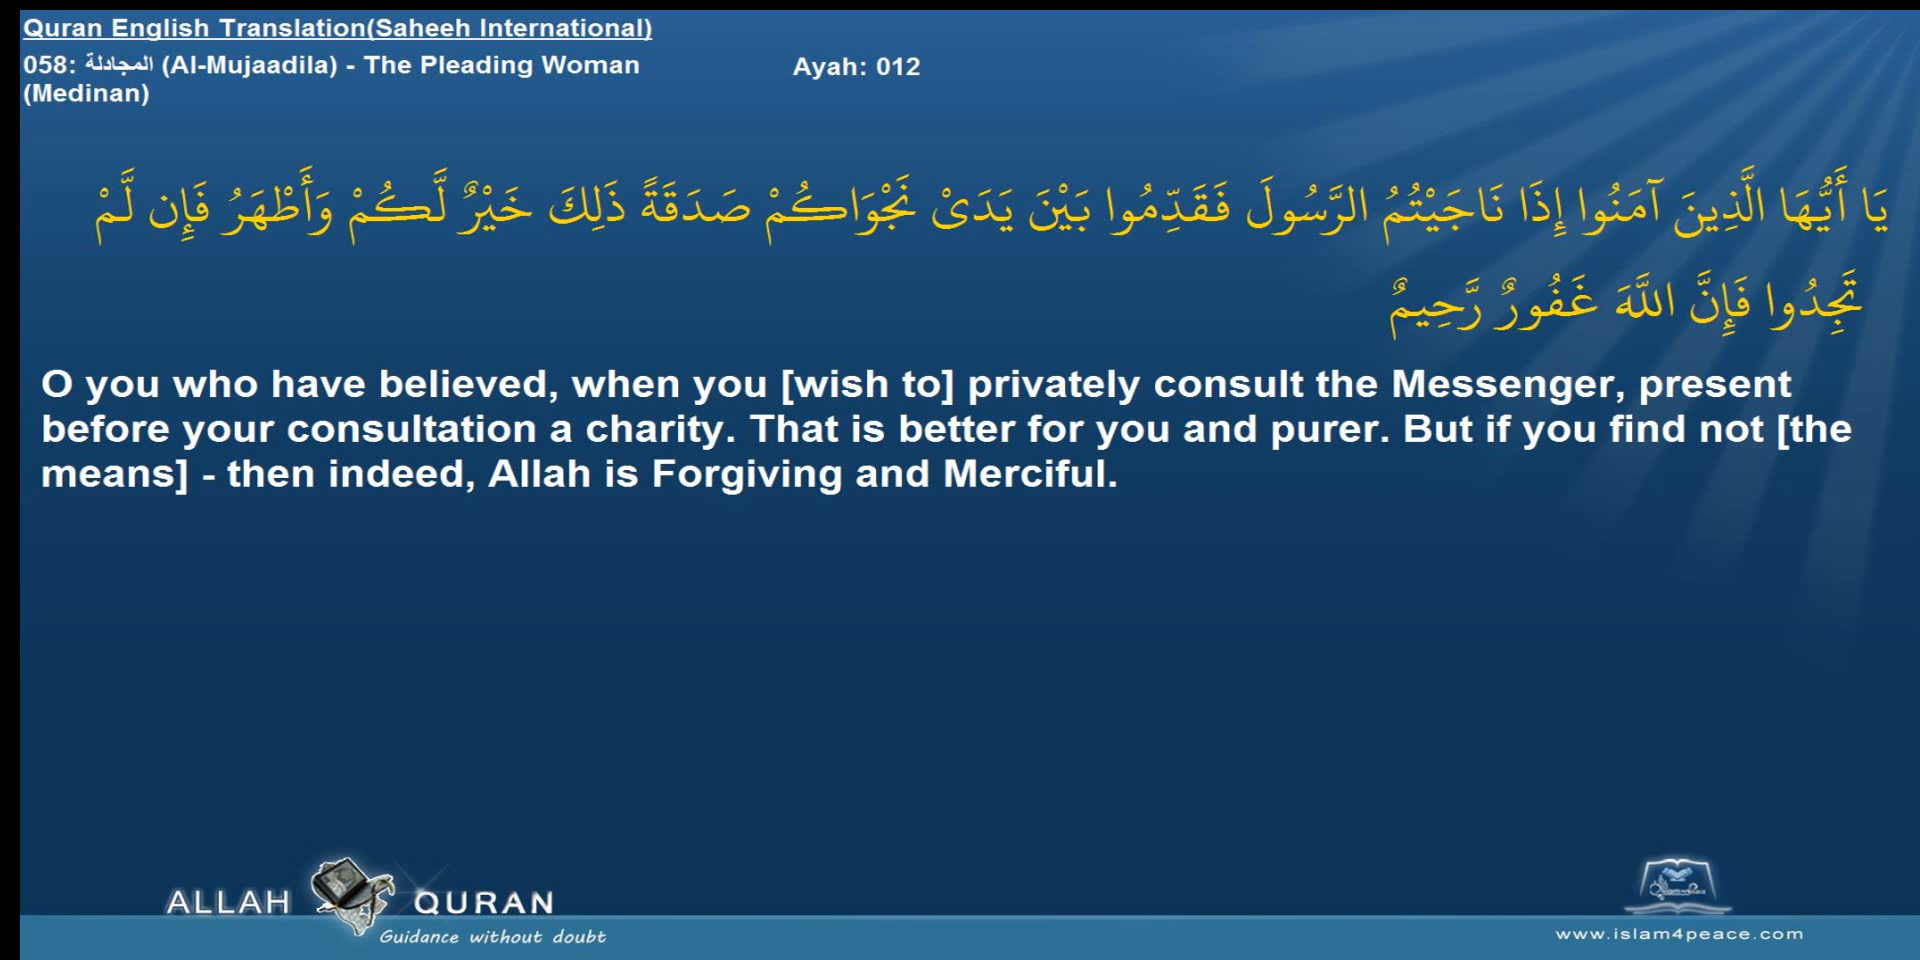 Quran English Translation(Saheeh International)
058: المجادلة (Al-Mujaadila) - The Pleading Woman
(Medinan)
Ayah: 012
يَا أَيُّهَا الَّذِينَ آمَنُوا إِذَا نَاجَيْتُمُ الرَّسُولَ فَقَدِّمُوا بَيْنَ يَدَىْ نَجْوَاكُمْ صَدَقَةً ذَلِكَ خَيْرٌ لَّكُمْ وَأَطْهَرُ فَإِن لَّمْ
تَجِدُوا فَإِنَّ اللَّهَ غَفُورٌ رَّحِيمٌ
O you who have believed, when you [wish to] privately consult the Messenger, present
before your consultation a charity. That is better for you and purer. But if you find not [the
means] - then indeed, Allah is Forgiving and Merciful.
ALLAH QURAN
Guidance without doubt
www.islam4peace.com